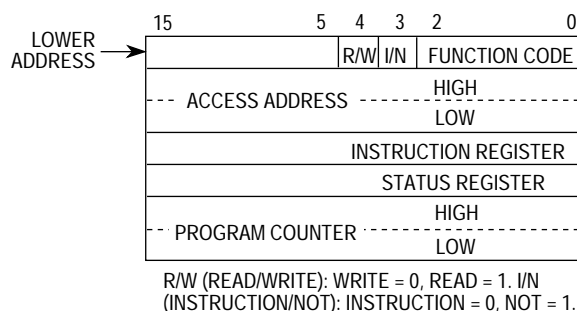 15 5 4 3 2 0
LOWER ADDRESS R/W I/N FUNCTION CODE
HIGH
ACCESS ADDRESS
LOW
INSTRUCTION REGISTER
STATUS REGISTER
HIGH
PROGRAM COUNTER
LOW
R/W (READ/WRITE): WRITE = 0, READ = 1. I/N
(INSTRUCTION/NOT): INSTRUCTION = 0, NOT = 1.